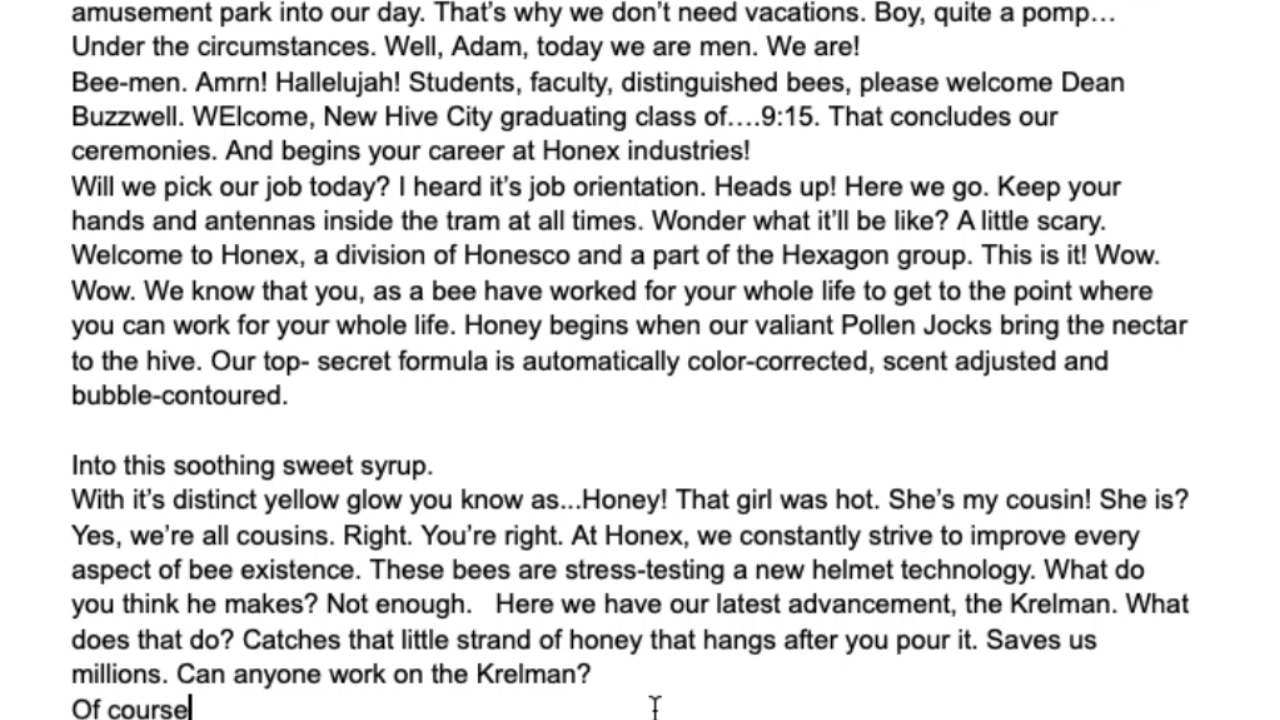 amusement park into our day. That’s why we don’t need vacations. Boy, quite a pomp…
Under the circumstances. Well, Adam, today we are men. We are!
Bee-men. Amrn! Hallelujah! Students, faculty, distinguished bees, please welcome Dean
Buzzwell. WElcome, New Hive City graduating class of….9:15. That concludes our
ceremonies. And begins your career at Honex industries!
Will we pick our job today? I heard it’s job orientation. Heads up! Here we go. Keep your
hands and antennas inside the tram at all times. Wonder what it’ll be like? A little scary.
Welcome to Honex, a division of Honesco and a part of the Hexagon group. This is it! Wow.
Wow. We know that you, as a bee have worked for your whole life to get to the point where
you can work for your whole life. Honey begins when our valiant Pollen Jocks bring the nectar
to the hive. Our top- secret formula is automatically color-corrected, scent adjusted and
bubble-contoured.
Into this soothing sweet syrup.
With it’s distinct yellow glow you know as...Honey! That girl was hot. She’s my cousin! She is?
Yes, we’re all cousins. Right. You’re right. At Honex, we constantly strive to improve every
aspect of bee existence. These bees are stress-testing a new helmet technology. What do
you think he makes? Not enough.   Here we have our latest advancement, the Krelman. What
does that do? Catches that little strand of honey that hangs after you pour it. Saves us
millions. Can anyone work on the Krelman?
Of course